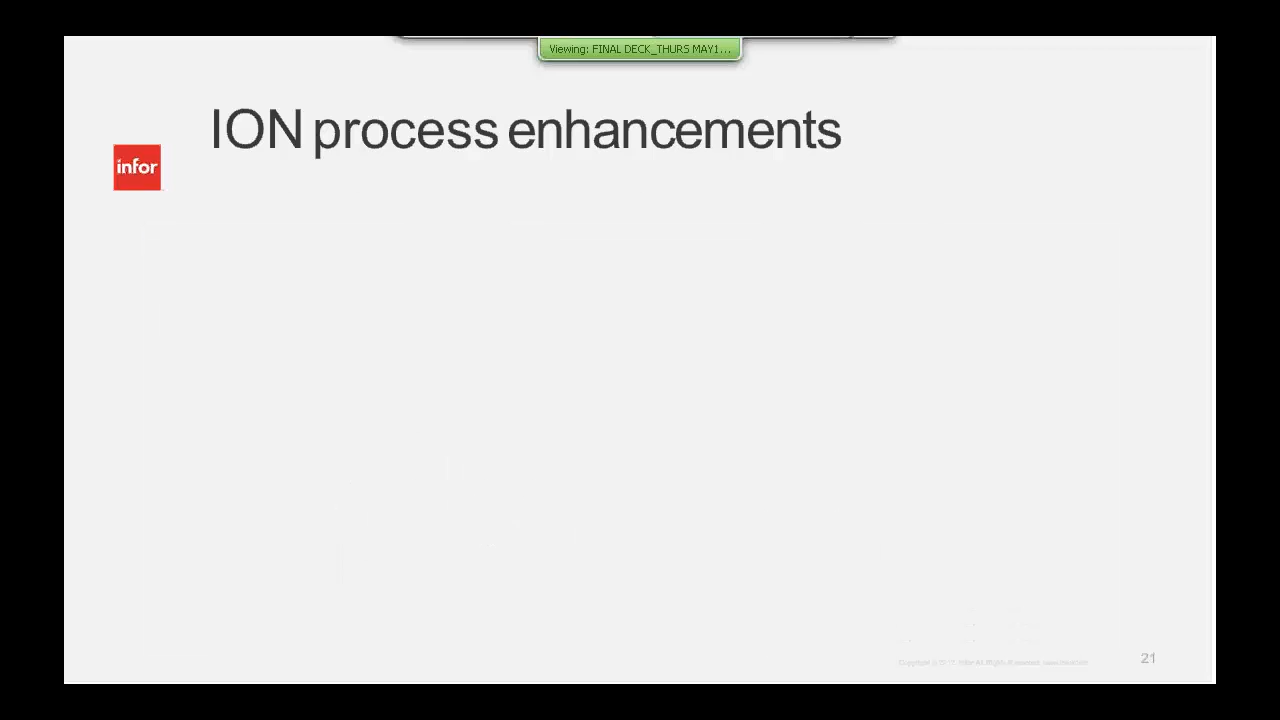 Viewing: FINAL DECK_THURS MAY1...
ION process enhancements
infor
21